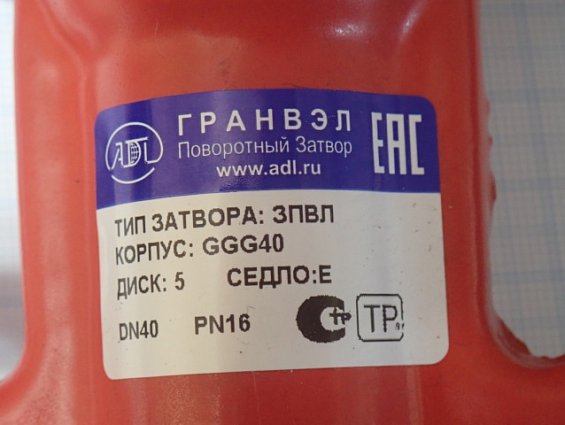 ADL
ГРАНВЭЛ
Поворотный Затвор
www.adl.ru
EAC
ТИП ЗАТВОРА: ЗПВЛ
КОРПУС: GGG40
ДИСК: 5 СЕДЛО:Е
DN40 PN16
ТР
ТР